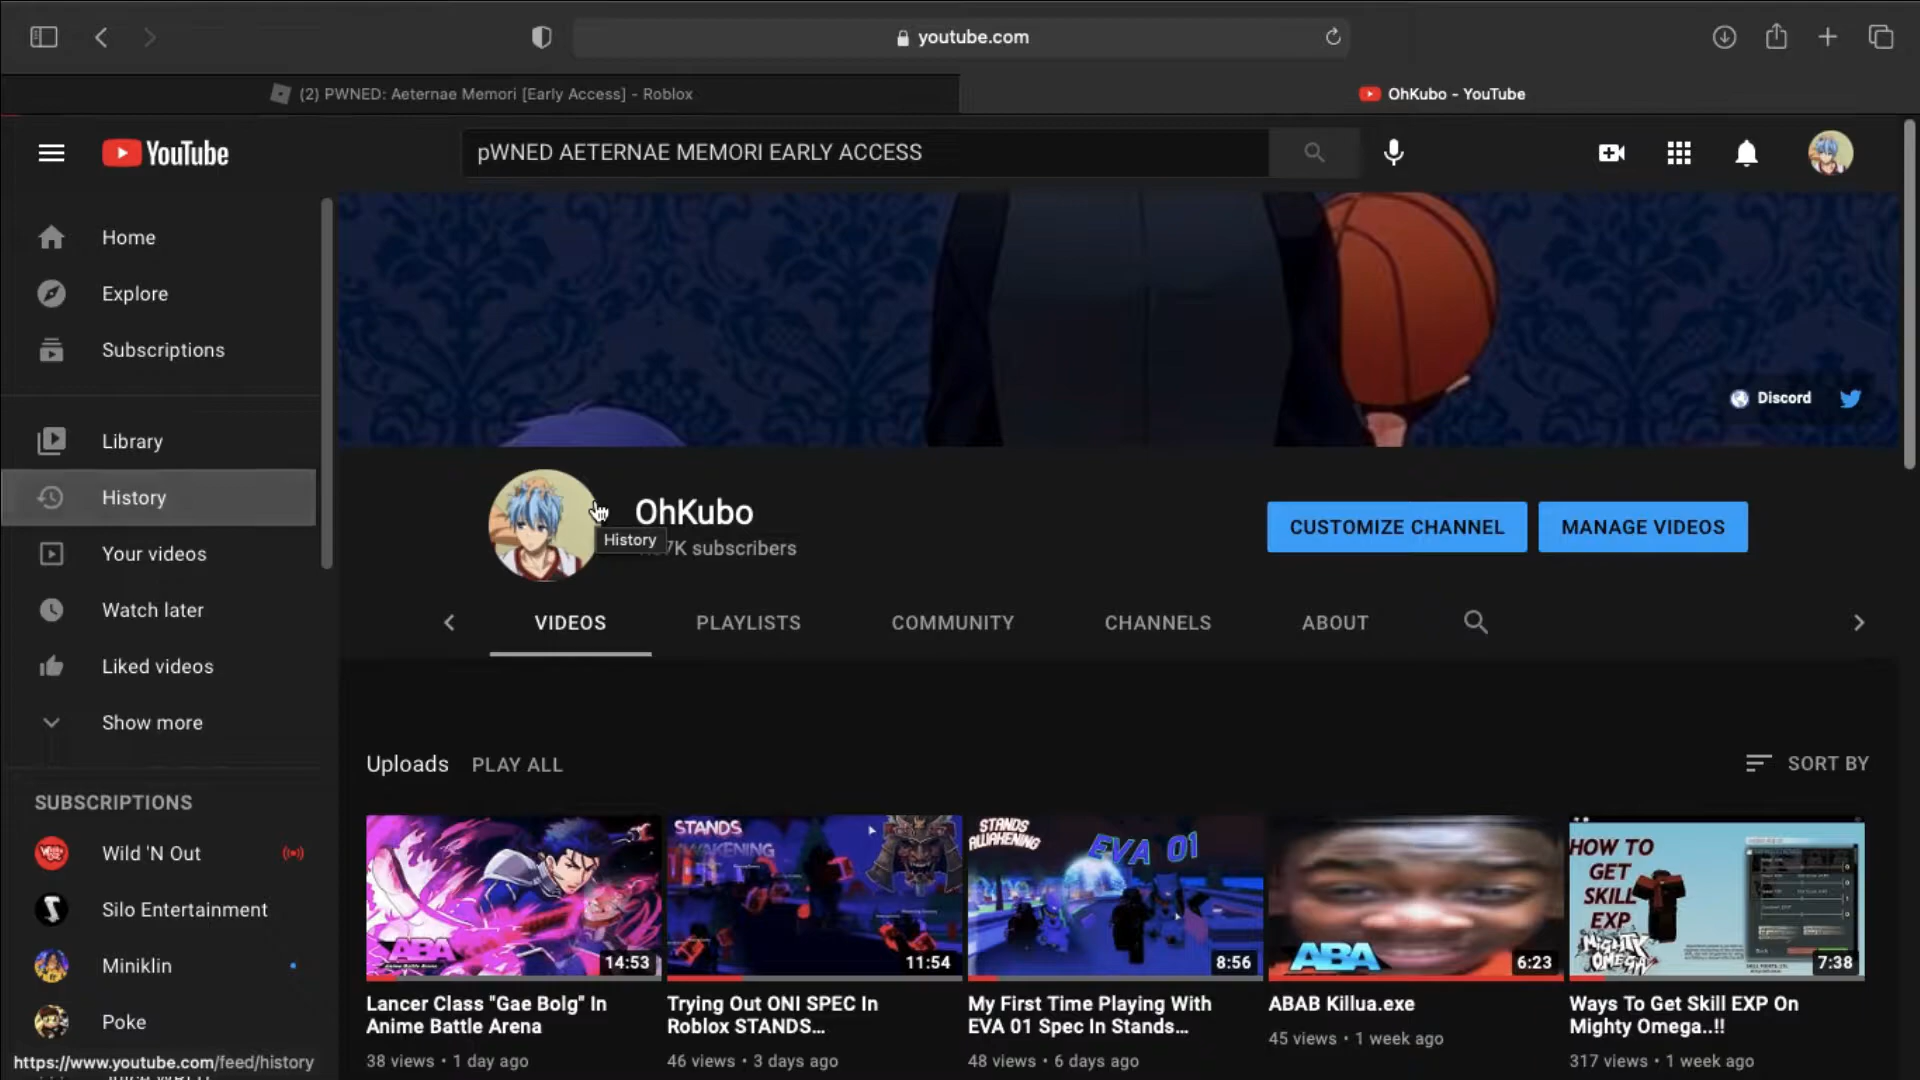 youtube.com
(2) PWNED: Aeternae Memori [Early Access] - Roblox
OhKubo - YouTube
YouTube
pWNED AETERNAE MEMORI EARLY ACCESS
Home
Explore
Subscriptions
Library
History
Your videos
Watch later
Liked videos
Show more
SUBSCRIPTIONS
Wild 'N Out
Silo Entertainment
Miniklin
Poke
https://www.youtube.com/feed/history
Discord
OhKubo
History
7K subscribers
CUSTOMIZE CHANNEL
MANAGE VIDEOS
VIDEOS
PLAYLISTS
COMMUNITY
CHANNELS
ABOUT
Uploads
PLAY ALL
SORT BY
ABA
14:53
Lancer Class "Gae Bolg" In
Anime Battle Arena
38 views • 1 day ago
STANDS
AWAKENING
11:54
Trying Out ONI SPEC In
Roblox STANDS...
46 views • 3 days ago
STANDS
AWAKENING
EVA 01
8:56
My First Time Playing With
EVA 01 Spec In Stands...
48 views • 6 days ago
ABA
6:23
ABAB Killua.exe
45 views • 1 week ago
HOW TO
GET
SKILL
EXP
MIGHTY
OMEGA
7:38
Ways To Get Skill EXP On
Mighty Omega..!!
317 views • 1 week ago